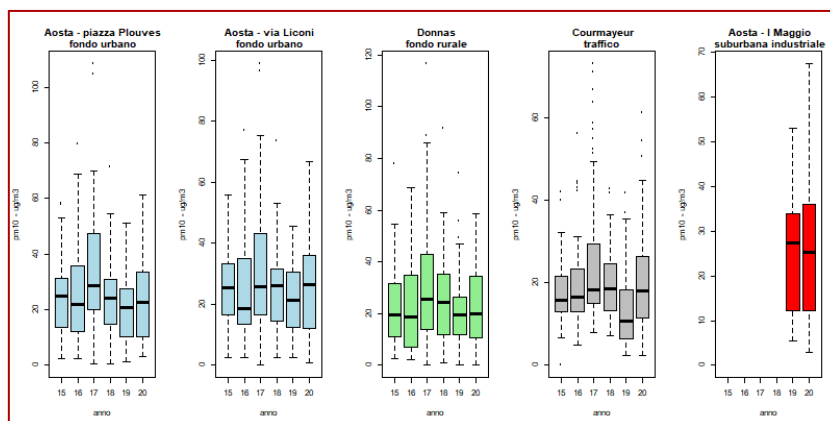 Aosta - piazza Plouves
fondo urbano
pm10 - ug/m3
0 20 40 60 80 100
15 16 17 18 19 20
anno
Aosta - via Liconi
fondo urbano
pm10 - ug/m3
0 20 40 60 80 100
15 16 17 18 19 20
anno
Donnas
fondo rurale
pm10 - ug/m3
0 20 40 60 80 100 120
15 16 17 18 19 20
anno
Courmayeur
traffico
pm10 - ug/m3
0 20 40 60
15 16 17 18 19 20
anno
Aosta - I Maggio
suburbana industriale
pm10 - ug/m3
0 10 20 30 40 50 60 70
15 16 17 18 19 20
anno